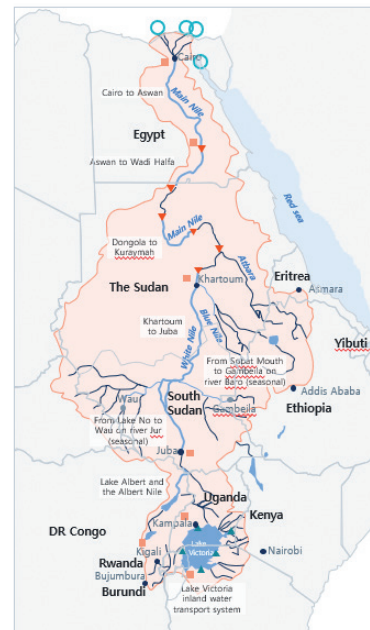 Cairo
Cairo to Aswan
Main Nile
Egypt
Aswan to Wadi Halfa
Red sea
Main Nile
Dongola to
Kuraymah
Atbara
Eritrea
Khartoum
Asmara
The Sudan
Khartoum
to Juba
Blue Nile
White Nile
Yibuti
From Sobat Mouth
to Gambella on
river Baro (seasonal)
Addis Ababa
South
Sudan
Wau
Gambella
Ethiopia
From Lake No to
Wau on river Jur
(seasonal)
Juba
Lake Albert and
the Albert Nile
Uganda
Kenya
Kampala
DR Congo
Lake
Victoria
Nairobi
Kigali
Rwanda
Bujumbura
Burundi
Lake Victoria
inland water
transport system